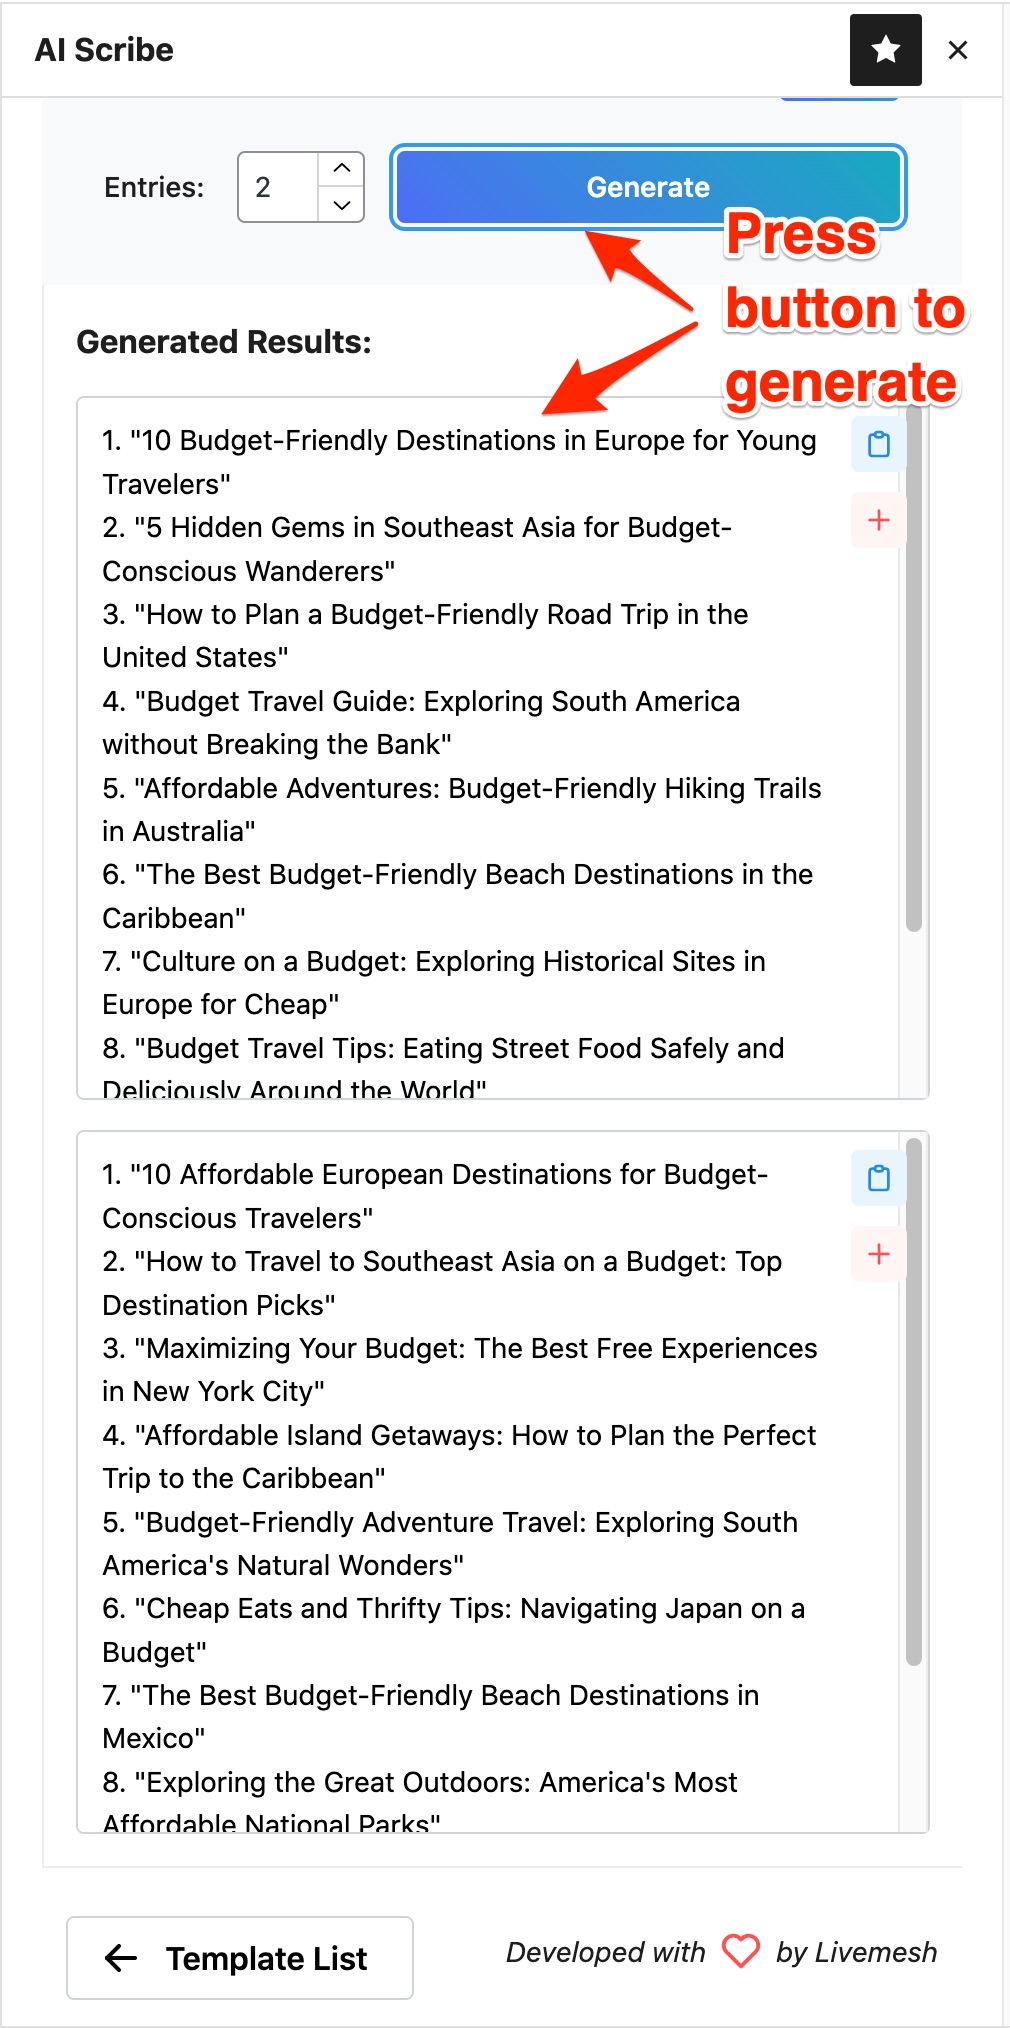 AI Scribe
Entries:
2
Generate
Press
button to
generate
Generated Results:
1. "10 Budget-Friendly Destinations in Europe for Young
Travelers"
2. "5 Hidden Gems in Southeast Asia for Budget-
Conscious Wanderers"
3. "How to Plan a Budget-Friendly Road Trip in the
United States"
4. "Budget Travel Guide: Exploring South America
without Breaking the Bank"
5. "Affordable Adventures: Budget-Friendly Hiking Trails
in Australia"
6. "The Best Budget-Friendly Beach Destinations in the
Caribbean"
7. "Culture on a Budget: Exploring Historical Sites in
Europe for Cheap"
8. "Budget Travel Tips: Eating Street Food Safely and
Deliciously Around the World"
1. "10 Affordable European Destinations for Budget-
Conscious Travelers"
2. "How to Travel to Southeast Asia on a Budget: Top
Destination Picks"
3. "Maximizing Your Budget: The Best Free Experiences
in New York City"
4. "Affordable Island Getaways: How to Plan the Perfect
Trip to the Caribbean"
5. "Budget-Friendly Adventure Travel: Exploring South
America's Natural Wonders"
6. "Cheap Eats and Thrifty Tips: Navigating Japan on a
Budget"
7. "The Best Budget-Friendly Beach Destinations in
Mexico"
8. "Exploring the Great Outdoors: America's Most
Affordable National Parks"
Template List
Developed with by Livemesh